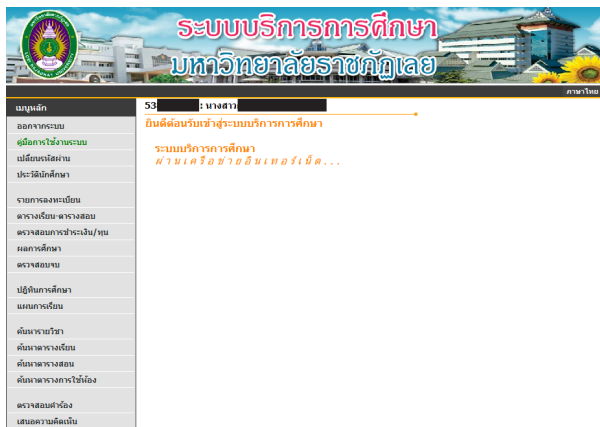 ระบบบริการการศึกษา
มหาวิทยาลัยราชภัฏเลย
ภาษาไทย
เมนูหลัก
ออกจากระบบ
คู่มือการใช้งานระบบ
เปลี่ยนรหัสผ่าน
ประวัตินักศึกษา
รายการลงทะเบียน
ตารางเรียน-ตารางสอบ
ตรวจสอบการชำระเงิน/ทุน
ผลการศึกษา
ตรวจสอบจบ
ปฏิทินการศึกษา
แผนการเรียน
ค้นหารายวิชา
ค้นหาตารางเรียน
ค้นหาตารางสอน
ค้นหาตารางการใช้ห้อง
ตรวจสอบคำร้อง
เสนอความคิดเห็น
53 : นางสาว
ยินดีต้อนรับเข้าสู่ระบบบริการการศึกษา
ระบบบริการการศึกษา
ผ่านเครือข่ายอินเทอร์เน็ต...